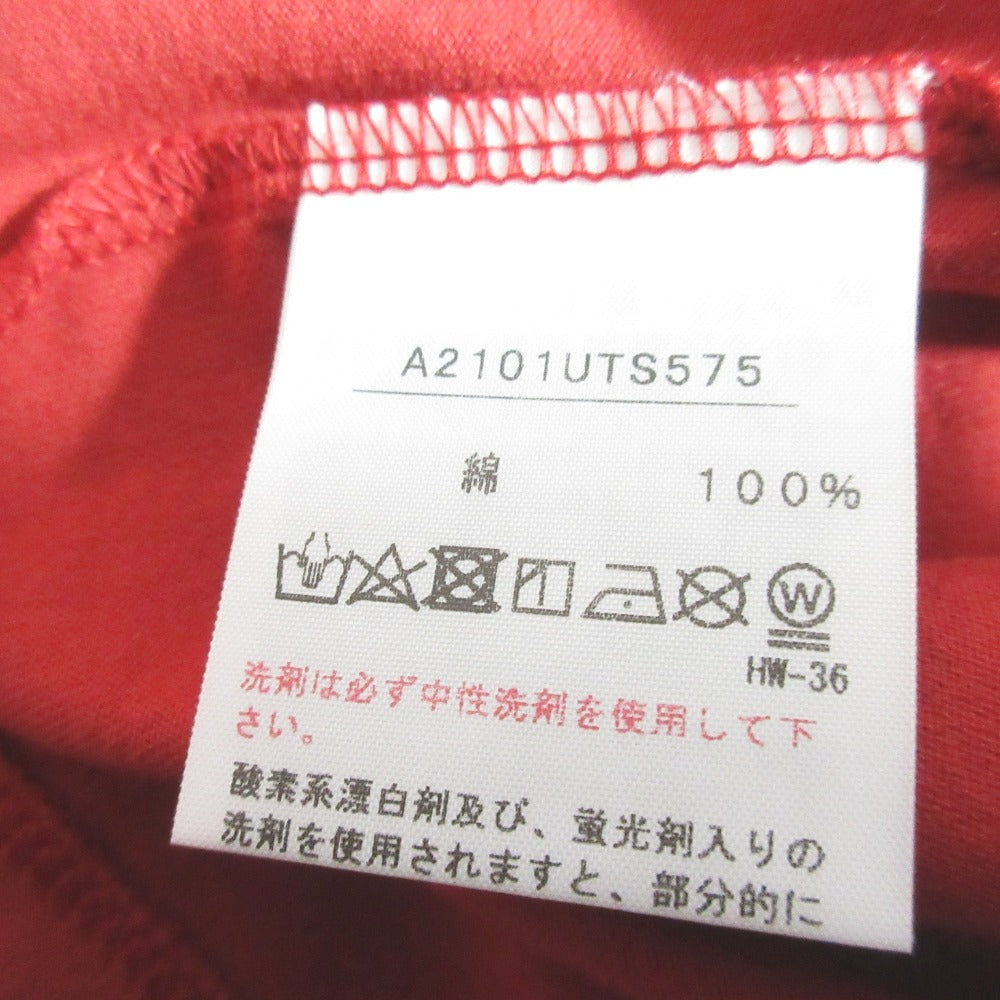 A2101UTS575
綿 100%
W
HW-36
洗剤は必ず中性洗剤を使用して下
さい。
酸素系漂白剤及び、蛍光剤入りの
洗剤を使用されますと、部分的に